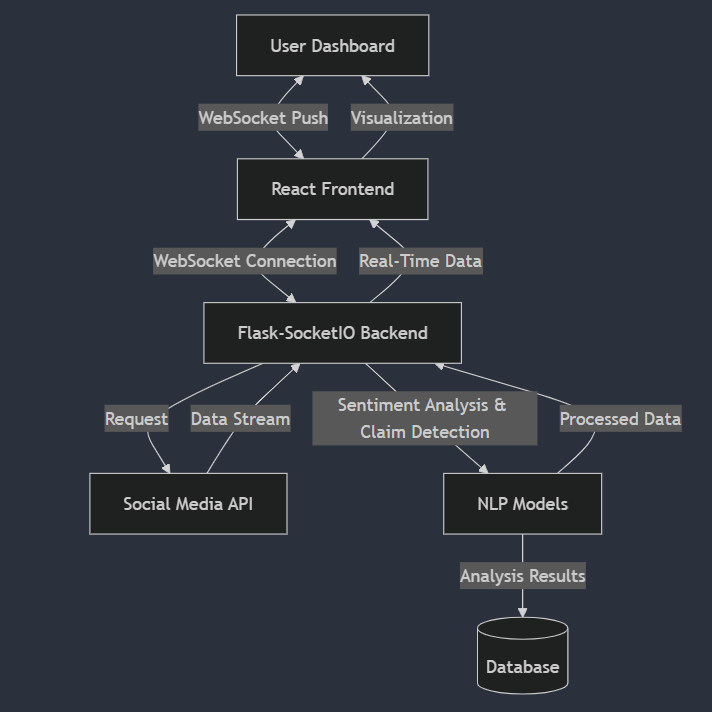 User Dashboard
WebSocket Push
Visualization
React Frontend
WebSocket Connection
Real-Time Data
Flask-SocketIO Backend
Request
Data Stream
Sentiment Analysis &
Claim Detection
Processed Data
Social Media API
NLP Models
Analysis Results
Database